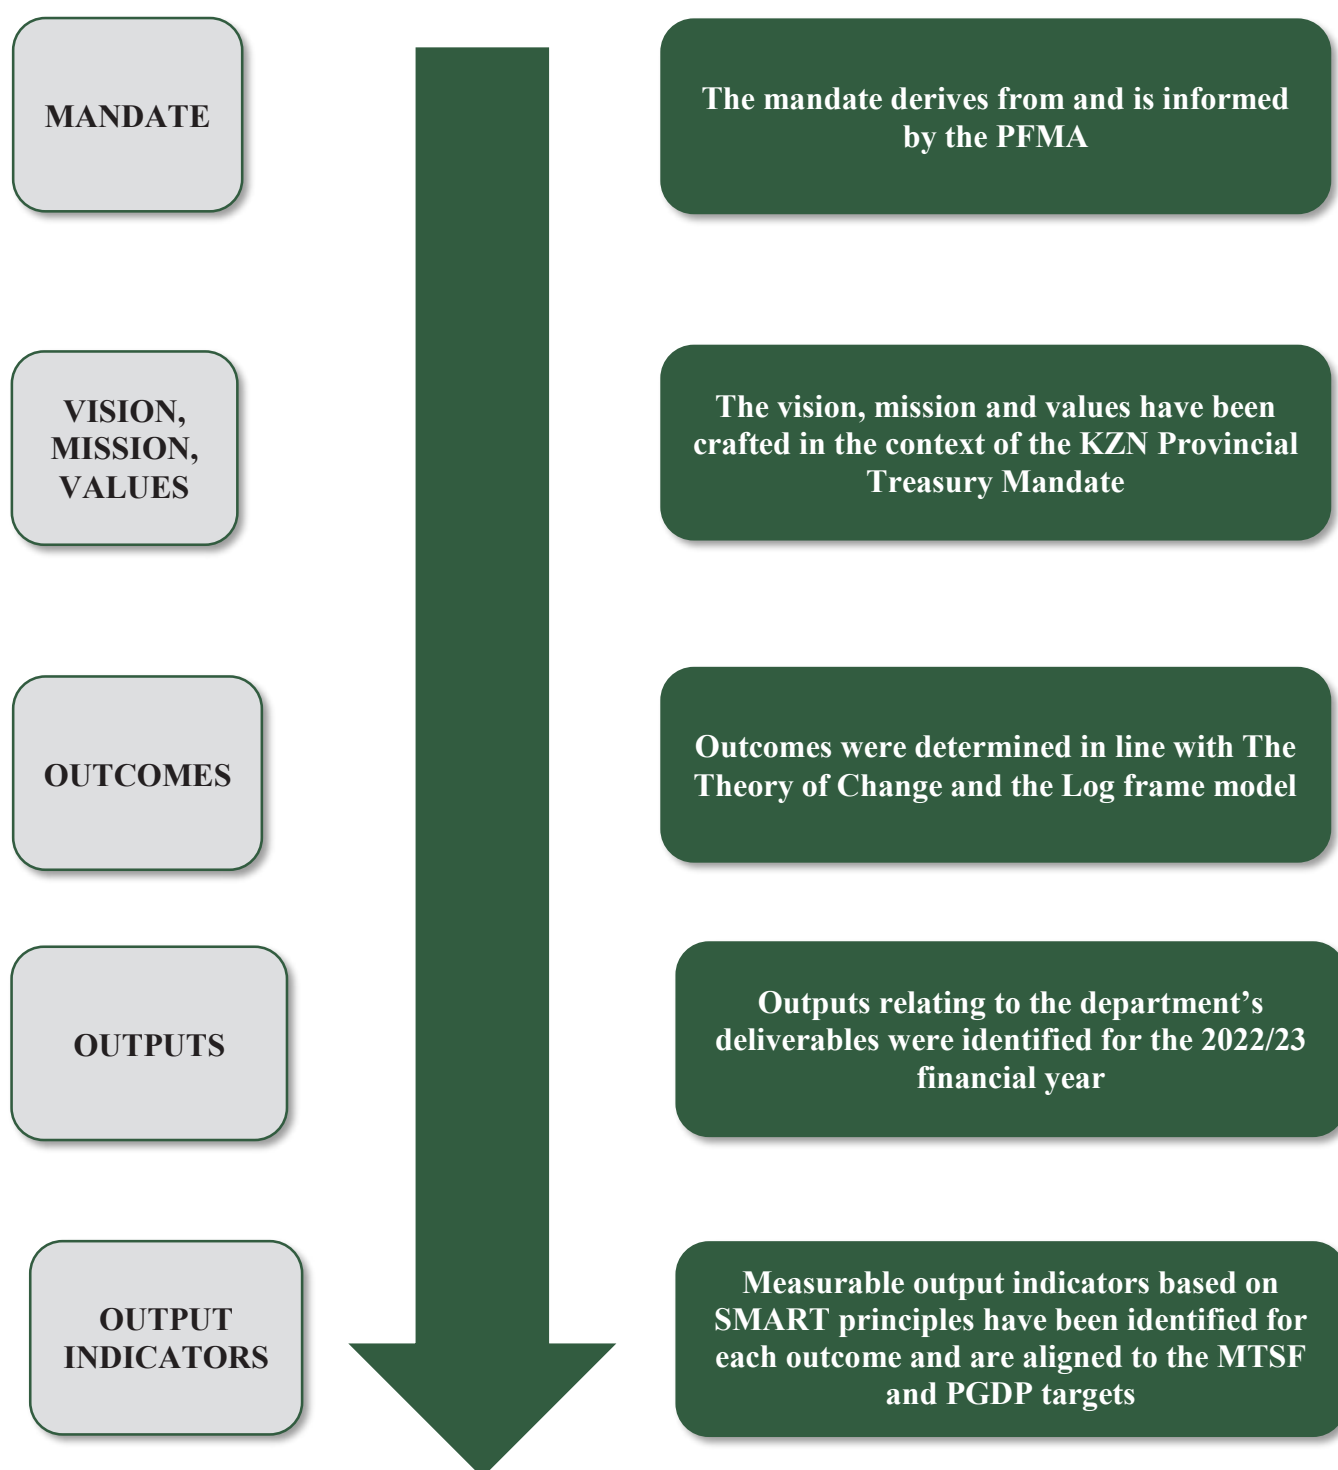 MANDATE
The mandate derives from and is informed
by the PFMA
VISION,
MISSION,
VALUES
The vision, mission and values have been
crafted in the context of the KZN Provincial
Treasury Mandate
OUTCOMES
Outcomes were determined in line with The
Theory of Change and the Log frame model
OUTPUTS
Outputs relating to the department’s
deliverables were identified for the 2022/23
financial year
OUTPUT
INDICATORS
Measurable output indicators based on
SMART principles have been identified for
each outcome and are aligned to the MTSF
and PGDP targets